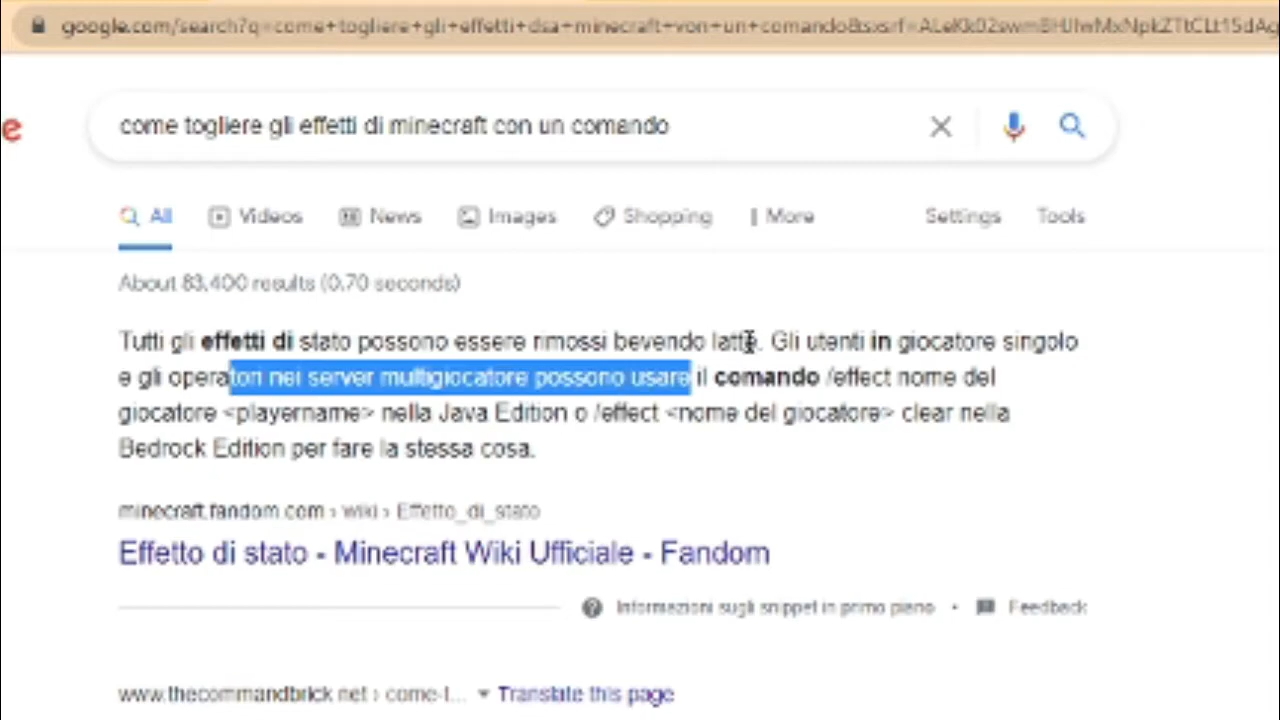 google.com/search?q=come+togliere+gli+effetti+dsa+minecraft+von+un+comando&sxsrf=
e
come togliere gli effetti di minecraft con un comando
All Videos News Images Shopping More Settings Tools
About 83,400 results (0.70 seconds)
Tutti gli effetti di stato possono essere rimossi bevendo latte. Gli utenti in giocatore singolo
e gli operatori nei server multigiocatore possono usare il comando /effect nome del
giocatore <playername> nella Java Edition o /effect <nome del giocatore> clear nella
Bedrock Edition per fare la stessa cosa.
minecraft.fandom.com › wiki › Effetto_di_stato
Effetto di stato - Minecraft Wiki Ufficiale - Fandom
Informazioni sugli snippet in primo piano • Feedback
www.thecommandbrick.net › come-t... Translate this page